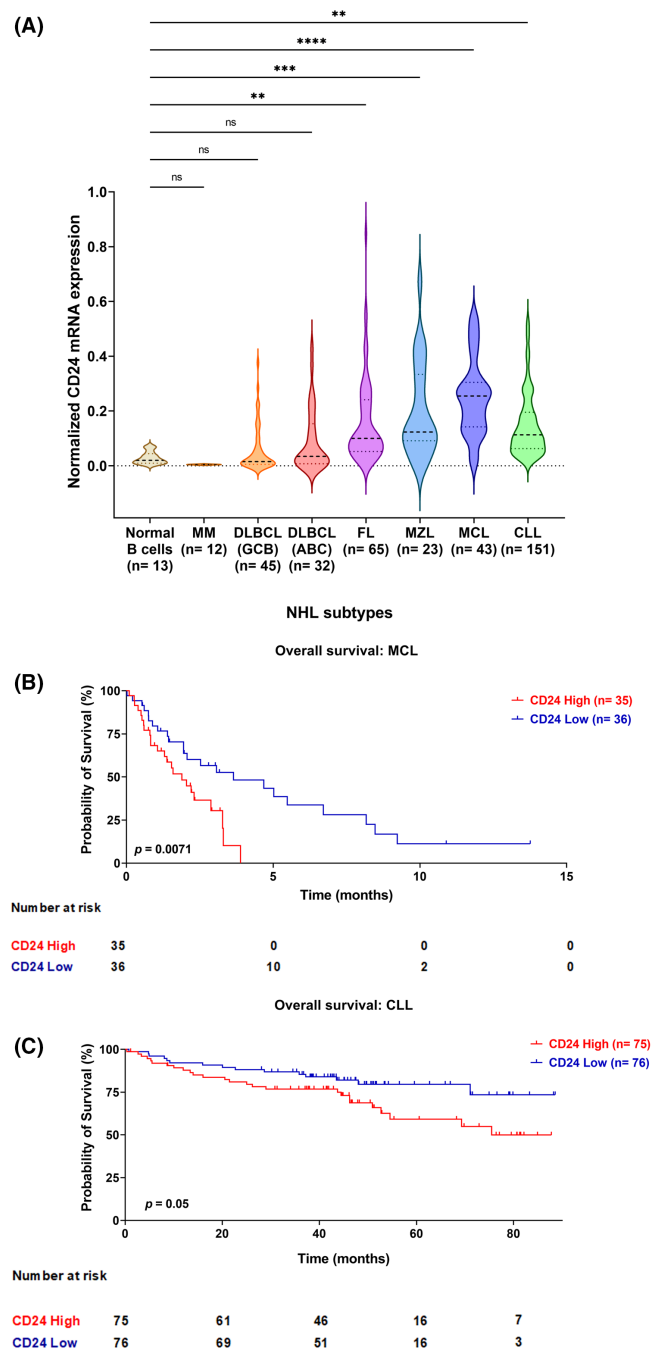 (A)
**
****
***
**
ns
ns
ns
Normalized CD24 mRNA expression
1.0
0.8
0.6
0.4
0.2
0.0
Normal B cells (n= 13)
MM (n= 12)
DLBCL (GCB) (n= 45)
DLBCL (ABC) (n= 32)
FL (n= 65)
MZL (n= 23)
MCL (n= 43)
CLL (n= 151)
NHL subtypes
Overall survival: MCL
(B)
Probability of Survival (%)
100
75
50
25
0
CD24 High (n= 35)
CD24 Low (n= 36)
p = 0.0071
0 5 10 15
Time (months)
Number at risk
CD24 High 35 0 0 0
CD24 Low 36 10 2 0
Overall survival: CLL
(C)
Probability of Survival (%)
100
75
50
25
0
CD24 High (n= 75)
CD24 Low (n= 76)
p = 0.05
0 20 40 60 80
Time (months)
Number at risk
CD24 High 75 61 46 16 7
CD24 Low 76 69 51 16 3